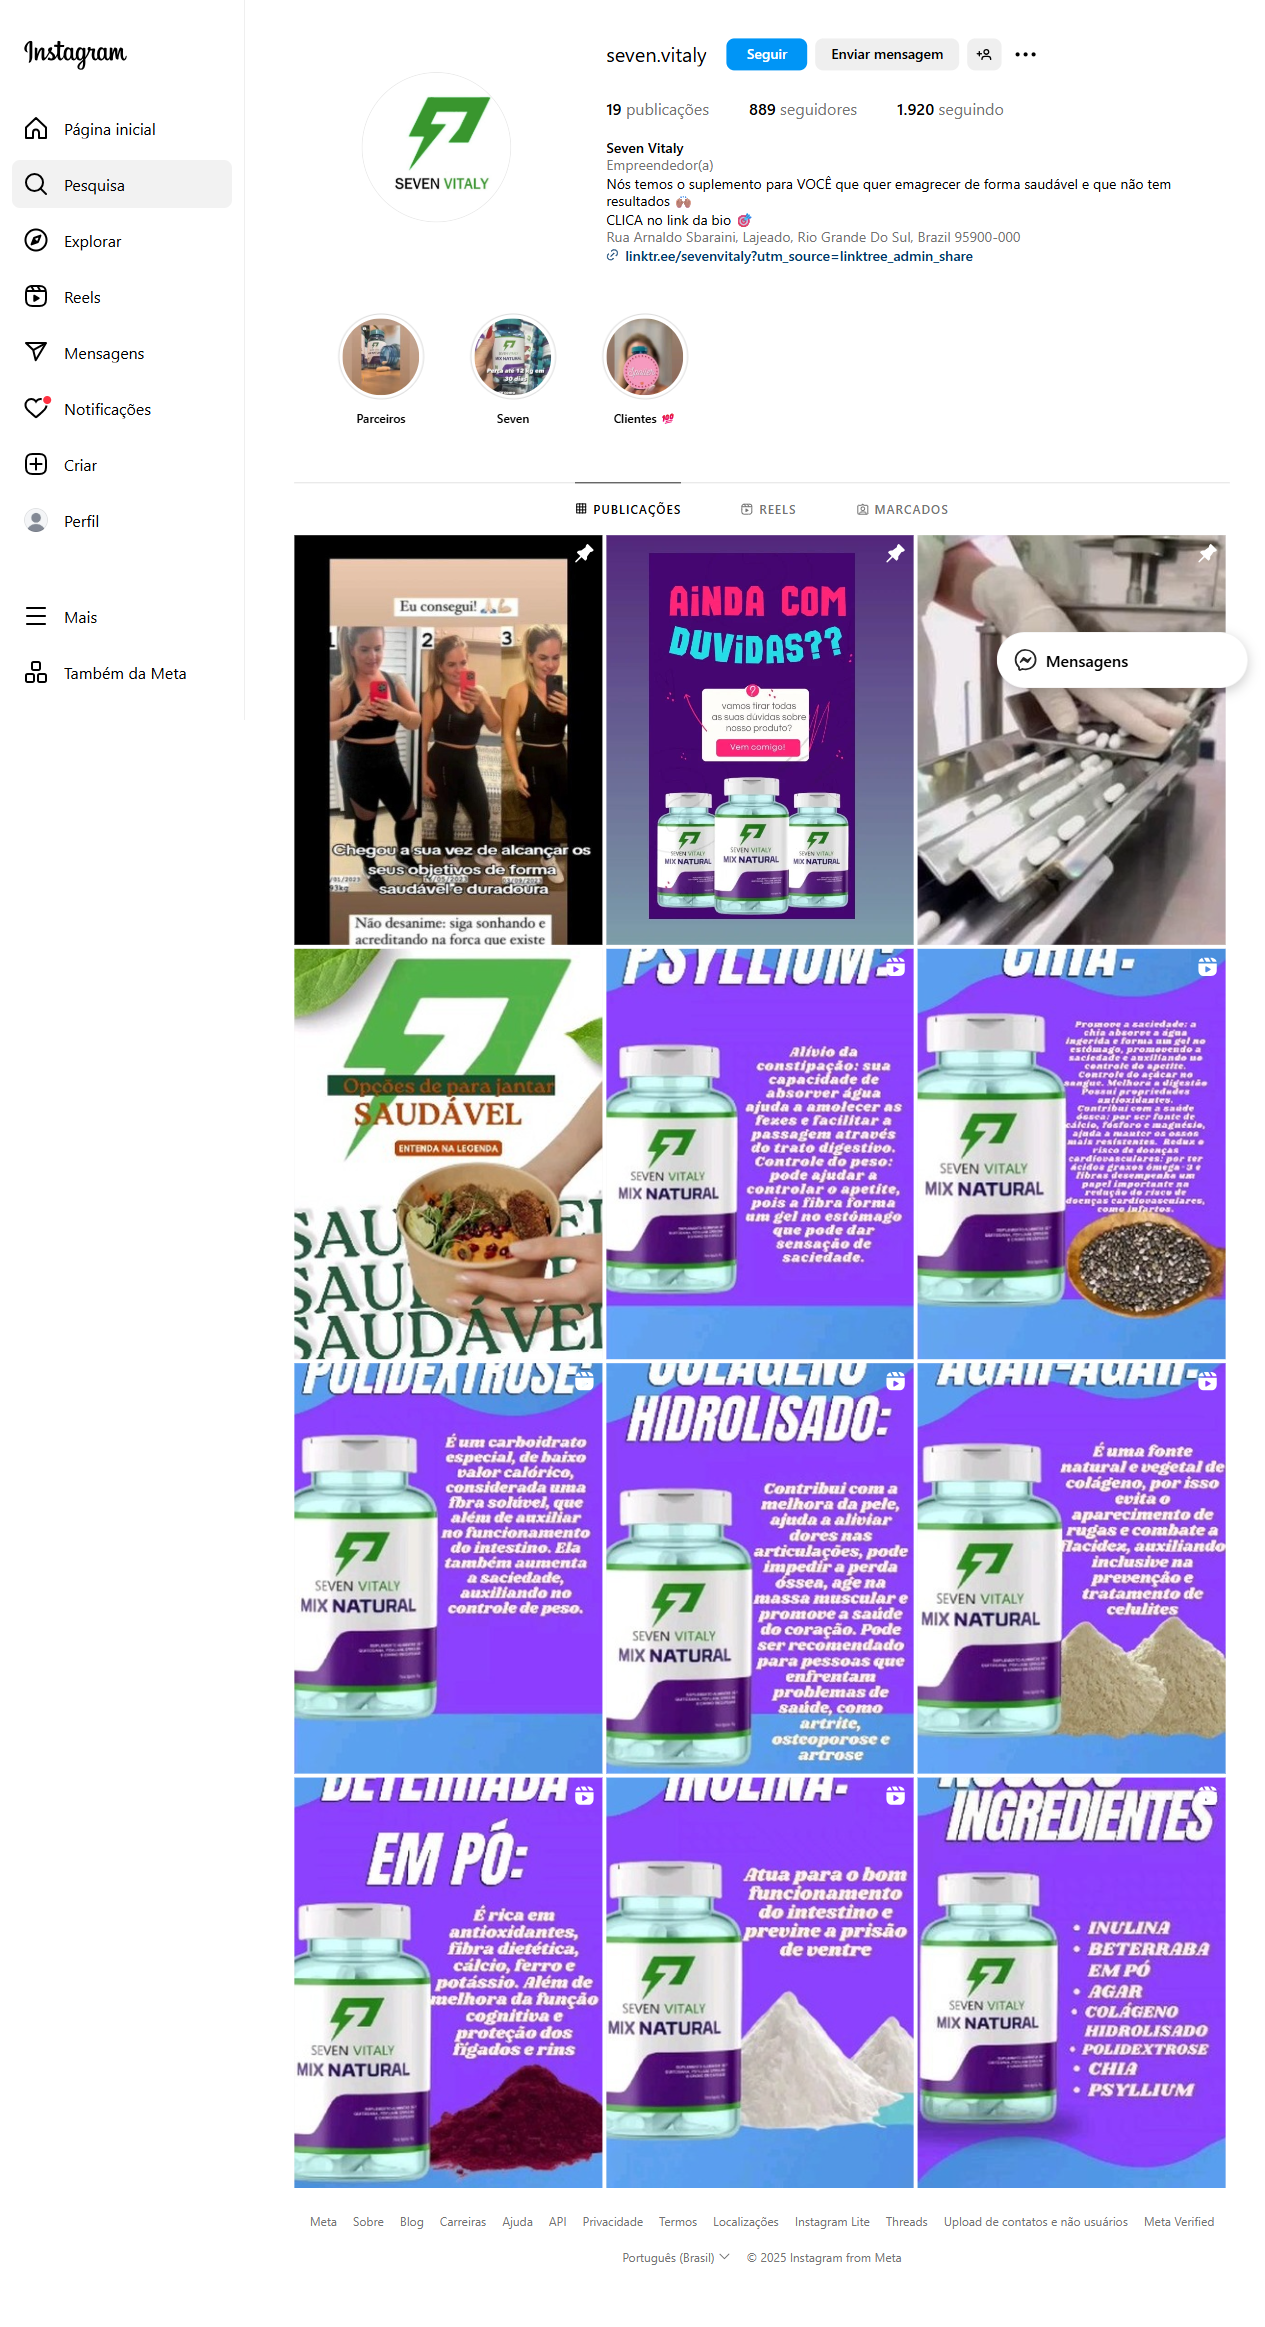 Instagram
Página inicial
Pesquisa
Explorar
Reels
Mensagens
Notificações
Criar
Perfil
Mais
Também da Meta
seven.vitaly
Seguir
Enviar mensagem
19 publicações
889 seguidores
1.920 seguindo
Seven Vitaly
Empreendedor(a)
Nós temos o suplemento para VOCÊ que quer emagrecer de forma saudável e que não tem
resultados 🙌🏽
CLICA no link da bio 🎯
Rua Arnaldo Sbaraini, Lajeado, Rio Grande Do Sul, Brazil 95900-000
linktr.ee/sevenvitaly?utm_source=linktree_admin_share
SEVEN VITALY
MIX NATURAL
Perca até 12 kg em
30 dias
Parceiros
Seven
Clientes 💯
PUBLICAÇÕES
REELS
MARCADOS
Eu consegui! 🙏🏻💪🏻
1
2
3
Chegou a sua vez de alcançar os
seus objetivos de forma
saudável e duradoura
93kg
Não desanime: siga sonhando e
acreditando na força que existe
AiNDA COM
DUViDAS??
vamos tirar todas
as suas dúvidas sobre
nosso produto?
Vem comigo!
SEVEN VITALY
MIX NATURAL
SEVEN VITALY
MIX NATURAL
SEVEN VITALY
MIX NATURAL
Mensagens
Opções de para jantar
SAUDÁVEL
ENTENDA NA LEGENDA
SAUDÁVEL
PSYLLIUM:
Alívio da
constipação: sua
capacidade de
absorver água
ajuda a amolecer as
fezes e facilitar a
passagem através
do trato digestivo.
Controle do peso:
pode ajudar a
controlar o apetite,
pois a fibra forma
um gel no estômago
que pode dar
sensação de
saciedade.
SEVEN VITALY
MIX NATURAL
CHIA:
Promove a saciedade: a
chia absorve a água
ingerida e forma um gel no
estômago, promovendo a
saciedade e auxiliando no
controle do apetite.
Controle do açúcar no
sangue. Melhora a digestão
Possui propriedades
antioxidantes.
Contribui com a saúde
óssea: por ser fonte de
cálcio, fósforo e magnésio,
ajuda a manter os ossos
mais resistentes. Reduz o
risco de doenças
cardiovasculares: por ter
ácidos graxos ômega-3 e
fibras desempenha um
papel importante na
redução do risco de
doenças cardiovasculares,
como infartos.
SEVEN VITALY
MIX NATURAL
POLIDEXTROSE:
É um carboidrato
especial, de baixo
valor calórico,
considerada uma
fbra solúvel, que
além de auxiliar
no funcionamento
do intestino. Ela
também aumenta
a saciedade,
auxiliando no
controle de peso.
SEVEN VITALY
MIX NATURAL
COLÁGENO
HIDROLISADO:
Contribui com a
melhora da pele,
ajuda a aliviar
dores nas
articulações, pode
impedir a perda
óssea, age na
massa muscular e
promove a saúde
do coração. Pode
ser recomendado
para pessoas que
enfrentam
problemas de
saúde, como
artrite,
osteoporose e
artrose
SEVEN VITALY
MIX NATURAL
AGAR-AGAR:
É uma fonte
natural e vegetal de
colágeno, por isso
evita o
aparecimento de
rugas e combate a
flacidez, auxiliando
inclusive na
prevenção e
tratamento de
celulites
SEVEN VITALY
MIX NATURAL
BETERRABA
EM PÓ:
É rica em
antioxidantes,
fibra dietética,
cálcio, ferro e
potássio. Além de
melhora da função
cognitiva e
proteção dos
fígados e rins
SEVEN VITALY
MIX NATURAL
INULINA:
Atua para o bom
funcionamento
do intestino e
previne a prisão
de ventre
SEVEN VITALY
MIX NATURAL
NOSSOS
INGREDIENTES
• INULINA
• BETERRABA
EM PÓ
• AGAR
• COLÁGENO
HIDROLISADO
• POLIDEXTROSE
• CHIA
• PSYLLIUM
SEVEN VITALY
MIX NATURAL
Meta Sobre Blog Carreiras Ajuda API Privacidade Termos Localizações Instagram Lite Threads Upload de contatos e não usuários Meta Verified
Português (Brasil) © 2025 Instagram from Meta